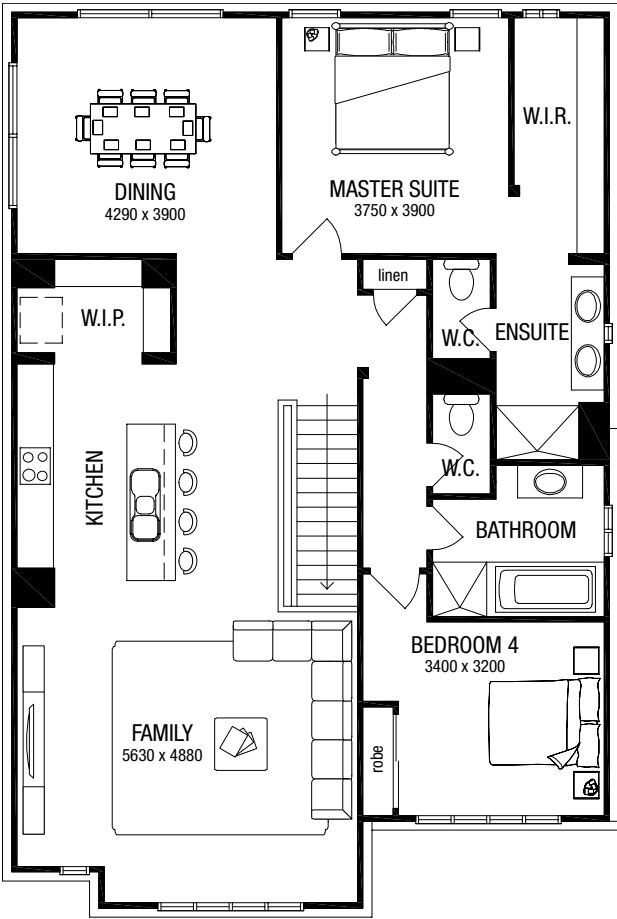 W.I.R.
DINING
4290 x 3900
MASTER SUITE
3750 x 3900
linen
W.I.P.
W.C.
ENSUITE
KITCHEN
W.C.
BATHROOM
BEDROOM 4
3400 x 3200
FAMILY
5630 x 4880
robe